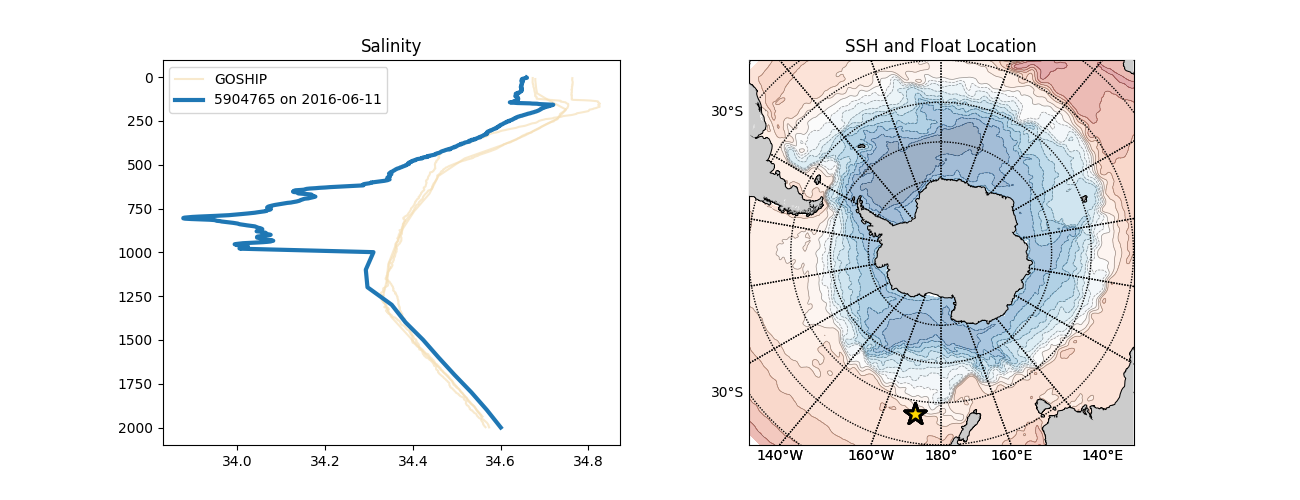 Salinity
GOSHIP
5904765 on 2016-06-11
0
250
500
750
1000
1250
1500
1750
2000
34.0
34.2
34.4
34.6
34.8
SSH and Float Location
30°S
30°S
140°W
160°W
180°
160°E
140°E